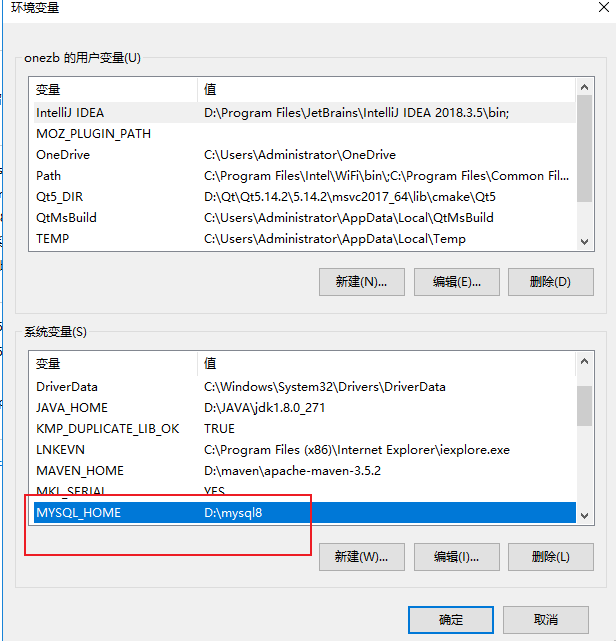 环境变量
onezb 的用户变量(U)
变量 值
IntelliJ IDEA D:\Program Files\JetBrains\IntelliJ IDEA 2018.3.5\bin;
MOZ_PLUGIN_PATH
OneDrive C:\Users\Administrator\OneDrive
Path C:\Program Files\Intel\WiFi\bin\;C:\Program Files\Common Fil...
Qt5_DIR D:\Qt\Qt5.14.2\5.14.2\msvc2017_64\lib\cmake\Qt5
QtMsBuild C:\Users\Administrator\AppData\Local\QtMsBuild
TEMP C:\Users\Administrator\AppData\Local\Temp
新建(N)... 编辑(E)... 删除(D)
系统变量(S)
变量 值
DriverData C:\Windows\System32\Drivers\DriverData
JAVA_HOME D:\JAVA\jdk1.8.0_271
KMP_DUPLICATE_LIB_OK TRUE
LNKEVN C:\Program Files (x86)\Internet Explorer\iexplore.exe
MAVEN_HOME D:\maven\apache-maven-3.5.2
MKL_SERIAL YES
MYSQL_HOME D:\mysql8
新建(W)... 编辑(I)... 删除(L)
确定 取消